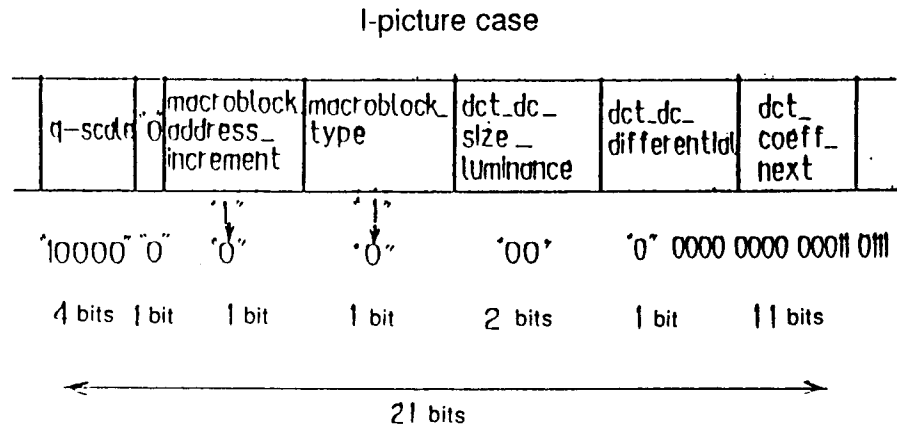 I-picture case
q-scaln "0" macroblock address_ increment macroblock_ type dct_dc_ size_ luminance dct_dc_ differential dct_ coeff_ next
"1" "1"
"10000" "0" "0" "0" "00" "0" 0000 0000 00011 0111
4 bits 1 bit 1 bit 1 bit 2 bits 1 bit 11 bits
21 bits